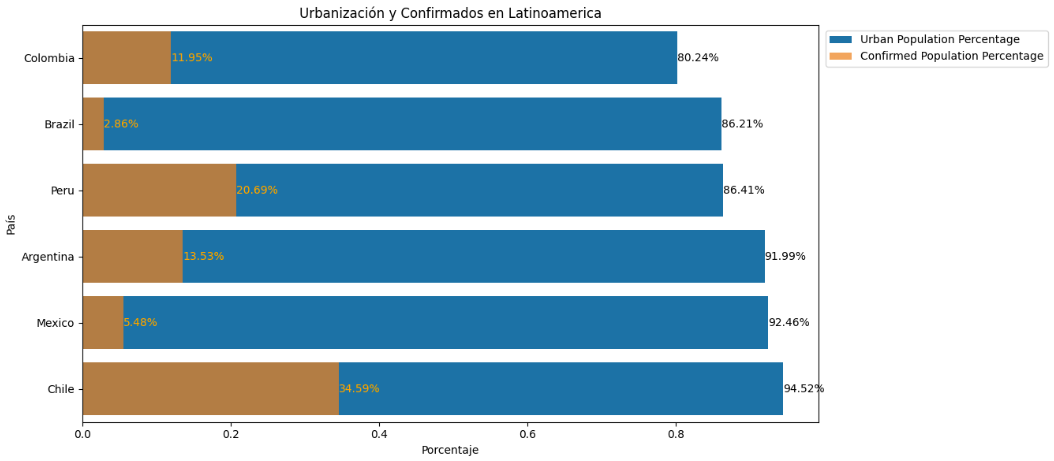 Urbanización y Confirmados en Latinoamerica
Urban Population Percentage
Confirmed Population Percentage
Colombia 11.95% 80.24%
Brazil 2.86% 86.21%
Peru 20.69% 86.41%
Argentina 13.53% 91.99%
Mexico 5.48% 92.46%
Chile 34.59% 94.52%
País
0.0 0.2 0.4 0.6 0.8
Porcentaje